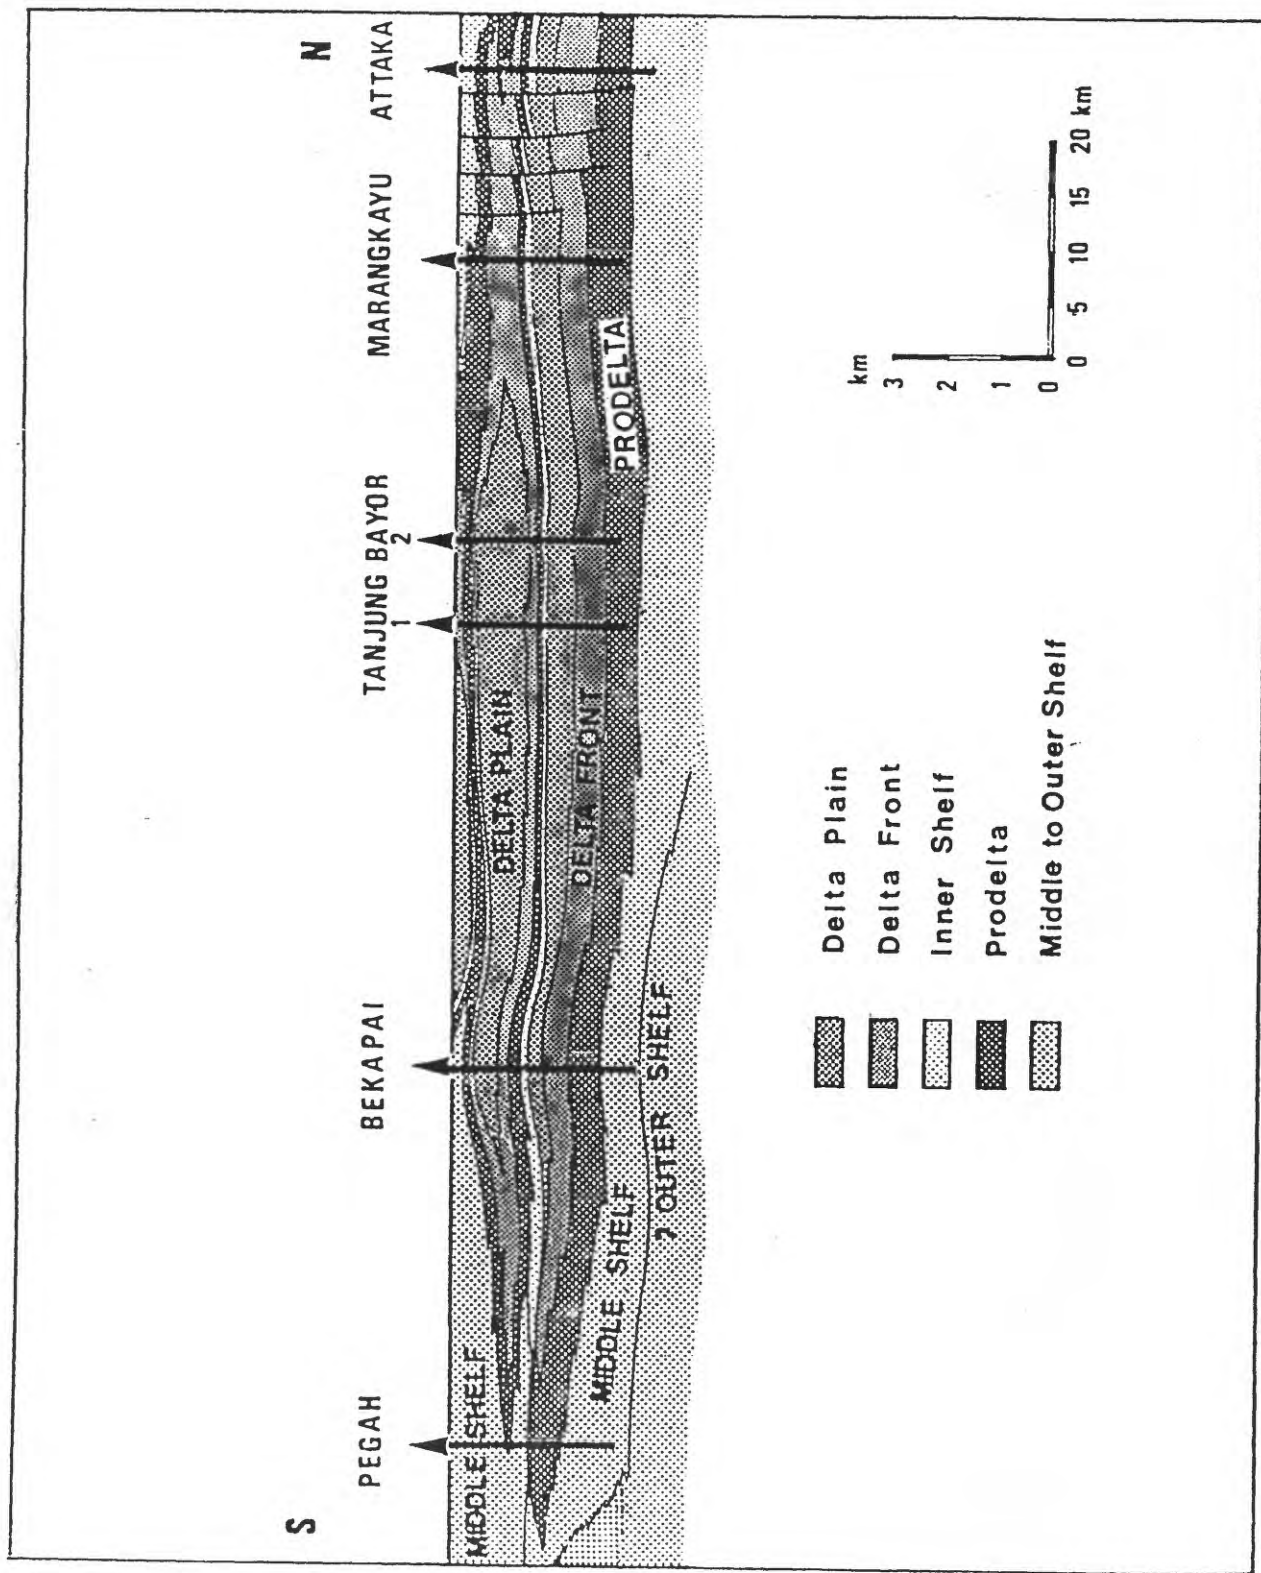 S
N
PEGAH
BEKAPAI
TANJUNG BAYOR
1
2
MARANGKAYU
ATTAKA
MIDDLE SHELF
DELTA PLAIN
DELTA FRONT
PRODELTA
MIDDLE SHELF
? OUTER SHELF
Delta Plain
Delta Front
Inner Shelf
Prodelta
Middle to Outer Shelf
km
3
2
1
0
0 5 10 15 20 km